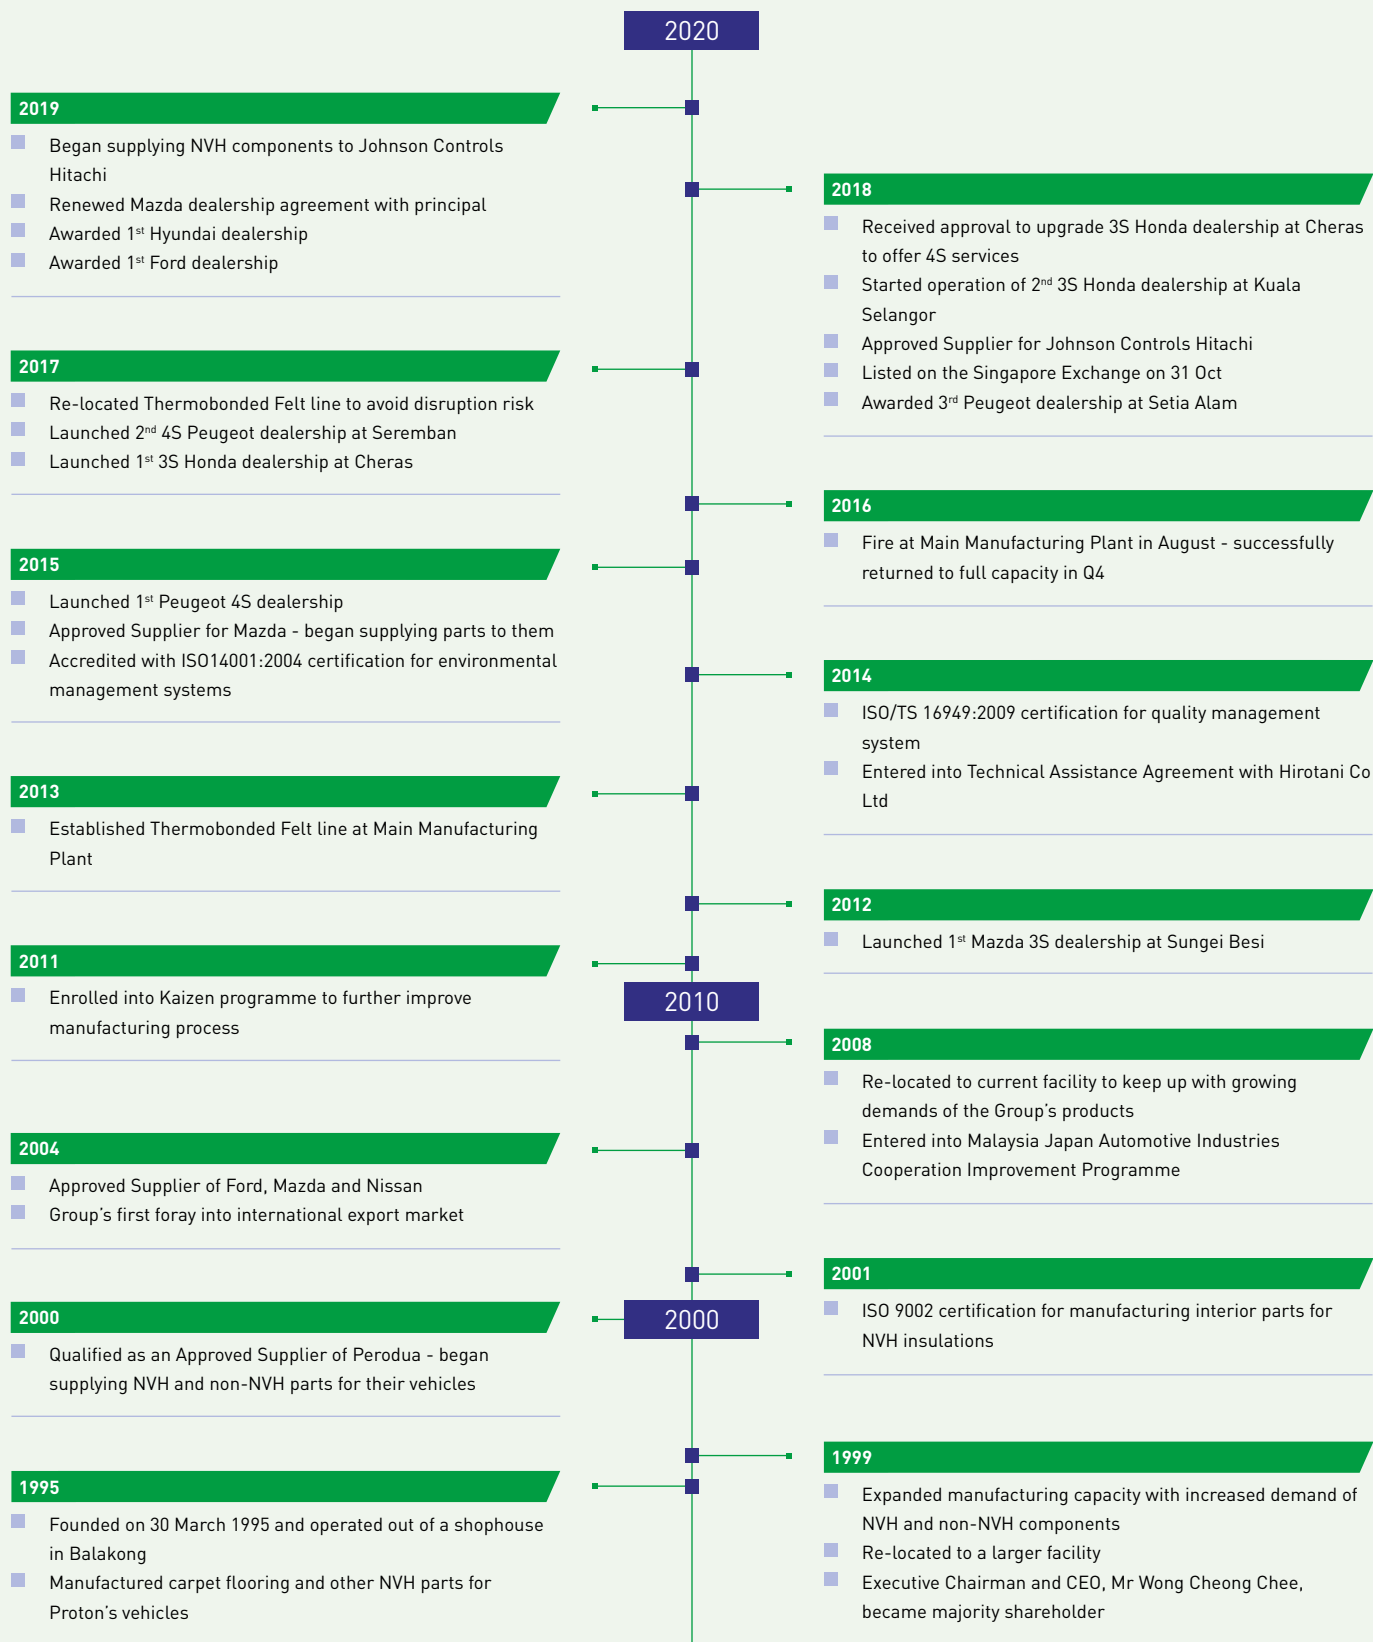 2020
2019
Began supplying NVH components to Johnson Controls
Hitachi
Renewed Mazda dealership agreement with principal
Awarded 1st Hyundai dealership
Awarded 1st Ford dealership
2018
Received approval to upgrade 3S Honda dealership at Cheras
to offer 4S services
Started operation of 2nd 3S Honda dealership at Kuala
Selangor
Approved Supplier for Johnson Controls Hitachi
Listed on the Singapore Exchange on 31 Oct
Awarded 3rd Peugeot dealership at Setia Alam
2017
Re-located Thermobonded Felt line to avoid disruption risk
Launched 2nd 4S Peugeot dealership at Seremban
Launched 1st 3S Honda dealership at Cheras
2016
Fire at Main Manufacturing Plant in August - successfully
returned to full capacity in Q4
2015
Launched 1st Peugeot 4S dealership
Approved Supplier for Mazda - began supplying parts to them
Accredited with ISO14001:2004 certification for environmental
management systems
2014
ISO/TS 16949:2009 certification for quality management
system
Entered into Technical Assistance Agreement with Hirotani Co
Ltd
2013
Established Thermobonded Felt line at Main Manufacturing
Plant
2012
Launched 1st Mazda 3S dealership at Sungei Besi
2011
Enrolled into Kaizen programme to further improve
manufacturing process
2010
2008
Re-located to current facility to keep up with growing
demands of the Group's products
Entered into Malaysia Japan Automotive Industries
Cooperation Improvement Programme
2004
Approved Supplier of Ford, Mazda and Nissan
Group's first foray into international export market
2001
ISO 9002 certification for manufacturing interior parts for
NVH insulations
2000
2000
Qualified as an Approved Supplier of Perodua - began
supplying NVH and non-NVH parts for their vehicles
1999
Expanded manufacturing capacity with increased demand of
NVH and non-NVH components
Re-located to a larger facility
Executive Chairman and CEO, Mr Wong Cheong Chee,
became majority shareholder
1995
Founded on 30 March 1995 and operated out of a shophouse
in Balakong
Manufactured carpet flooring and other NVH parts for
Proton's vehicles